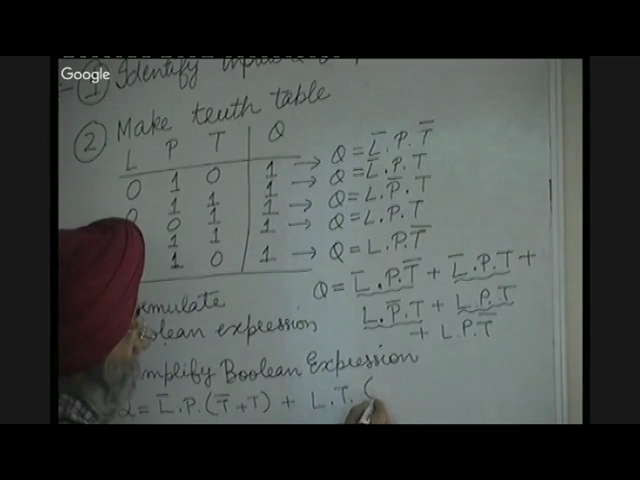 Google
① Identify
② Make truth table
L P T Q
0 1 0 1 → Q = L̅.P.T̅
1 1 1 → Q = L̅.P.T
0 0 1 1 → Q = L.P̅.T
1 1 1 → Q = L.P.T
1 0 1 → Q = L.P.T̅
Q = L̅.P.T̅ + L̅.P.T +
L.P̅.T + L.P.T
+ L.P.T̅
mulate
olean expression
mplify Boolean Expression
= L̅.P.(T̅+T) + L.T.(